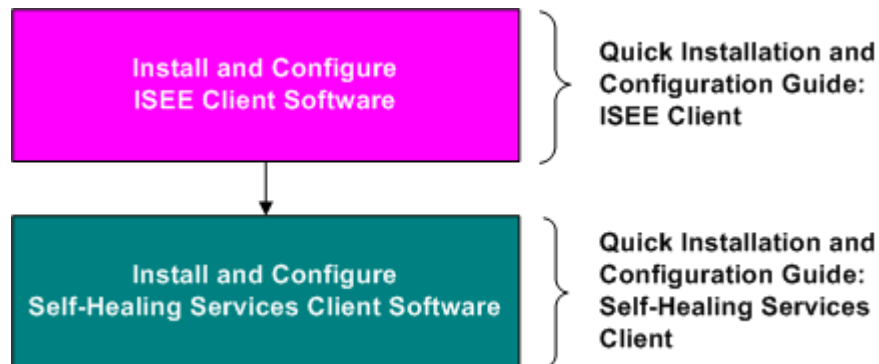 Install and Configure
ISEE Client Software
Quick Installation and
Configuration Guide:
ISEE Client
Install and Configure
Self-Healing Services Client Software
Quick Installation and
Configuration Guide:
Self-Healing Services
Client